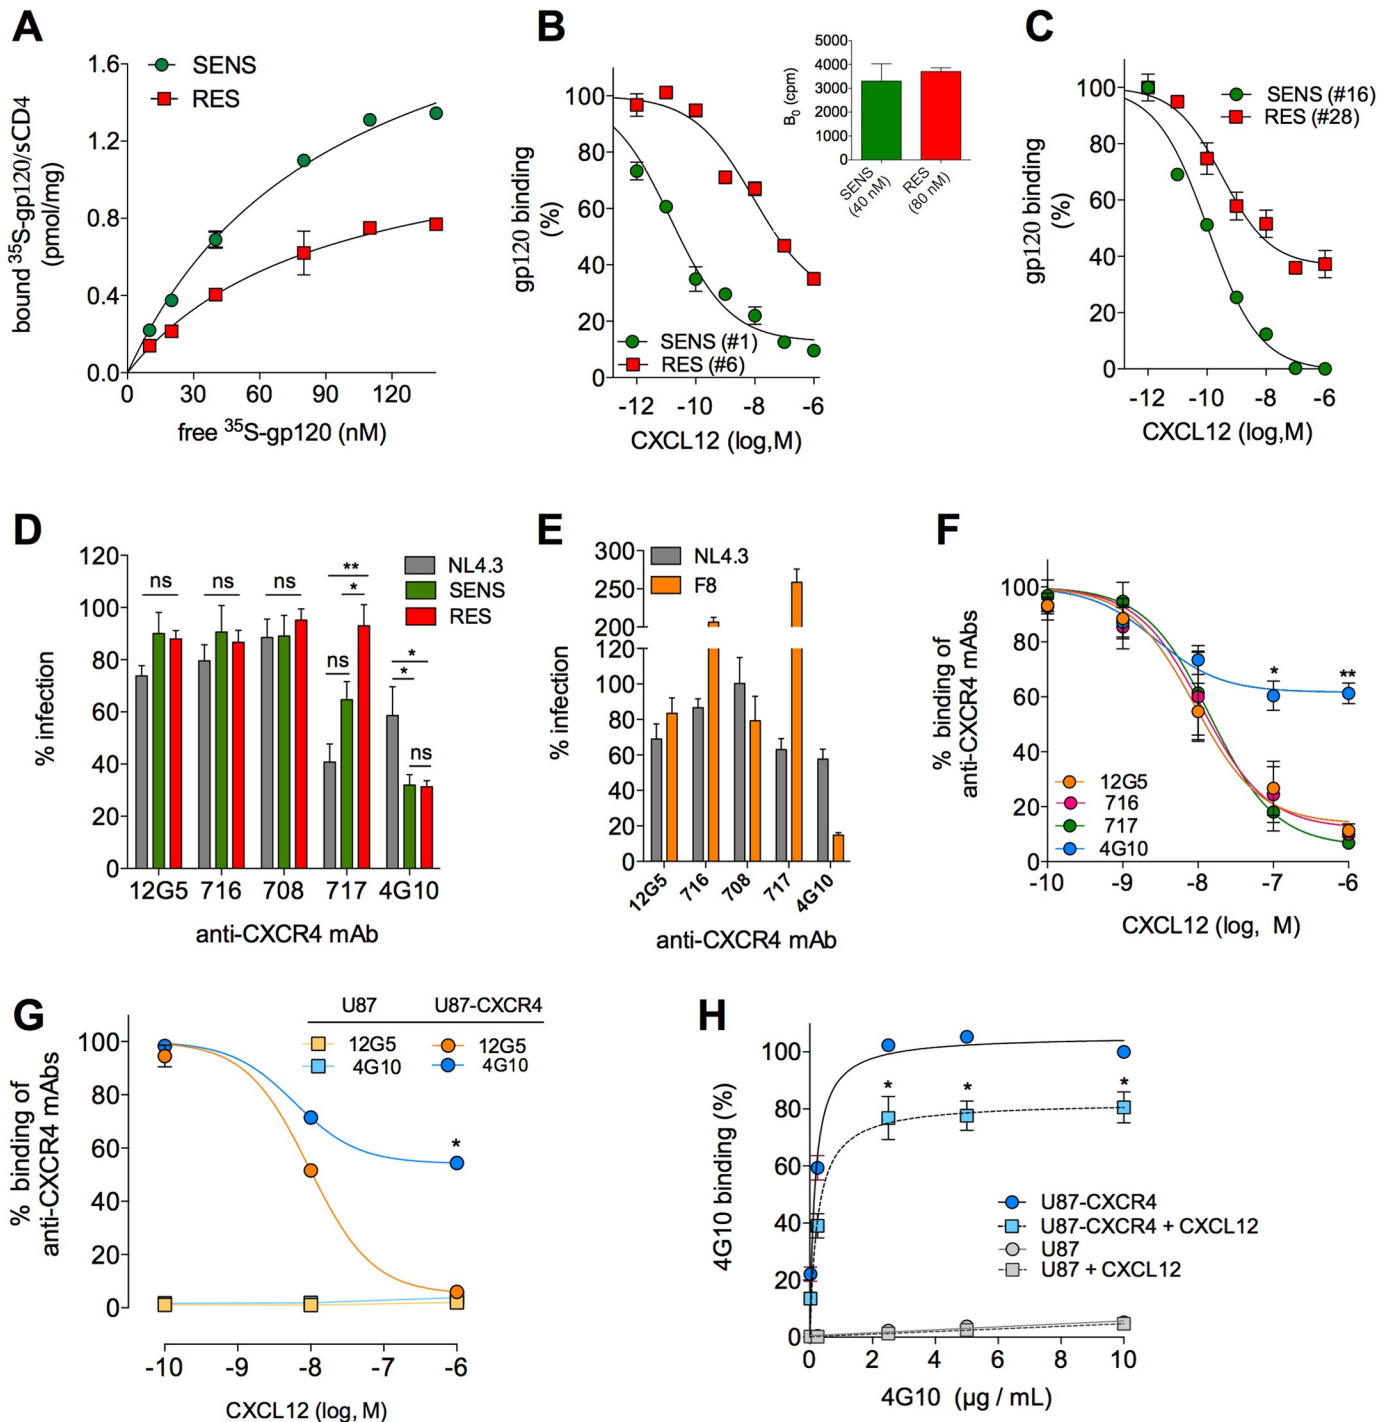 A
SENS
RES
bound ³⁵S-gp120/sCD4
(pmol/mg)
1.6
1.2
0.8
0.4
0.0
0 30 60 90 120
free ³⁵S-gp120 (nM)
B
gp120 binding
(%)
100
80
60
40
20
0
SENS (#1)
RES (#6)
-12 -10 -8 -6
CXCL12 (log,M)
B₀ (cpm)
5000
4000
3000
2000
1000
0
SENS
(40 nM)
RES
(80 nM)
C
gp120 binding
(%)
100
80
60
40
20
0
SENS (#16)
RES (#28)
-12 -10 -8 -6
CXCL12 (log,M)
D
% infection
120
100
80
60
40
20
0
NL4.3
SENS
RES
ns ns ns ** * ns * * ns
12G5 716 708 717 4G10
anti-CXCR4 mAb
E
% infection
300
250
200
120
100
80
60
40
20
0
NL4.3
F8
12G5 716 708 717 4G10
anti-CXCR4 mAb
F
% binding of
anti-CXCR4 mAbs
100
80
60
40
20
0
* **
12G5
716
717
4G10
-10 -9 -8 -7 -6
CXCL12 (log, M)
G
% binding of
anti-CXCR4 mAbs
100
80
60
40
20
0
U87 U87-CXCR4
12G5 12G5
4G10 4G10
*
-10 -9 -8 -7 -6
CXCL12 (log, M)
H
4G10 binding (%)
100
80
60
40
20
0
* * *
U87-CXCR4
U87-CXCR4 + CXCL12
U87
U87 + CXCL12
0 2 4 6 8 10
4G10 (µg / mL)